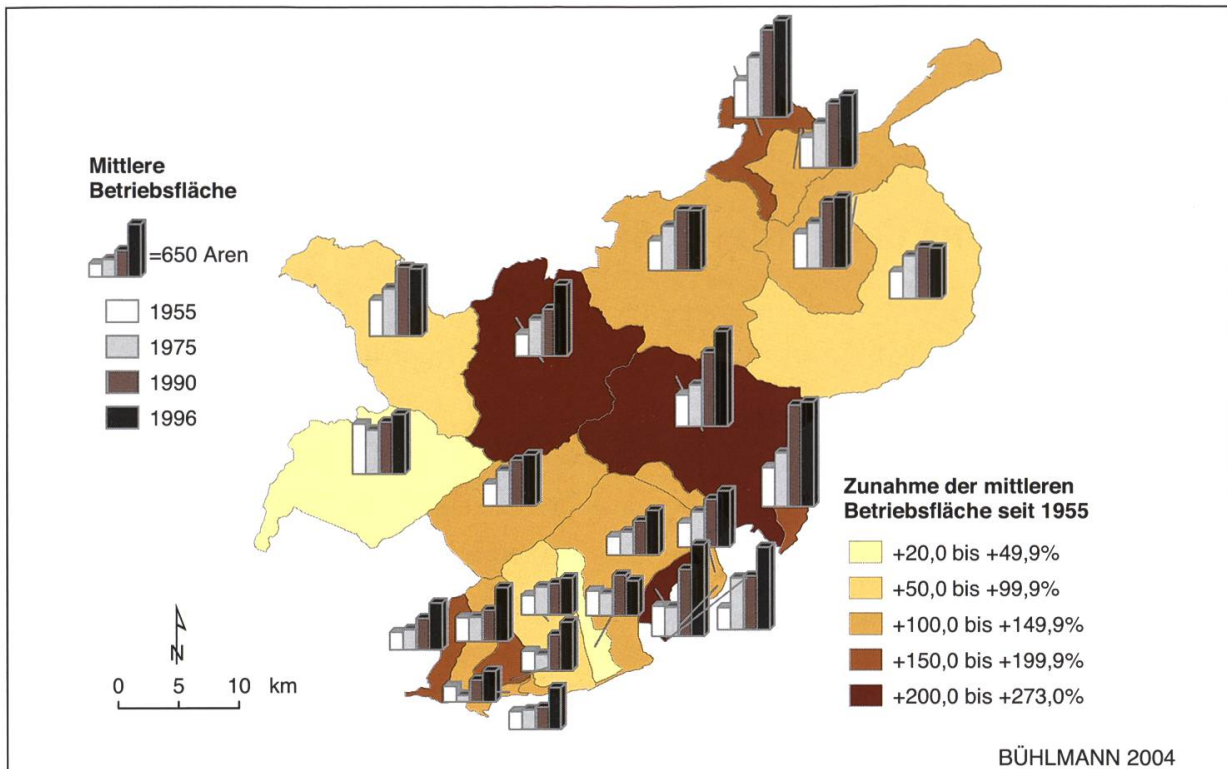 Mittlere
Betriebsfläche
=650 Aren
1955
1975
1990
1996
N
0 5 10 km
Zunahme der mittleren
Betriebsfläche seit 1955
+20,0 bis +49,9%
+50,0 bis +99,9%
+100,0 bis +149,9%
+150,0 bis +199,9%
+200,0 bis +273,0%
BÜHLMANN 2004